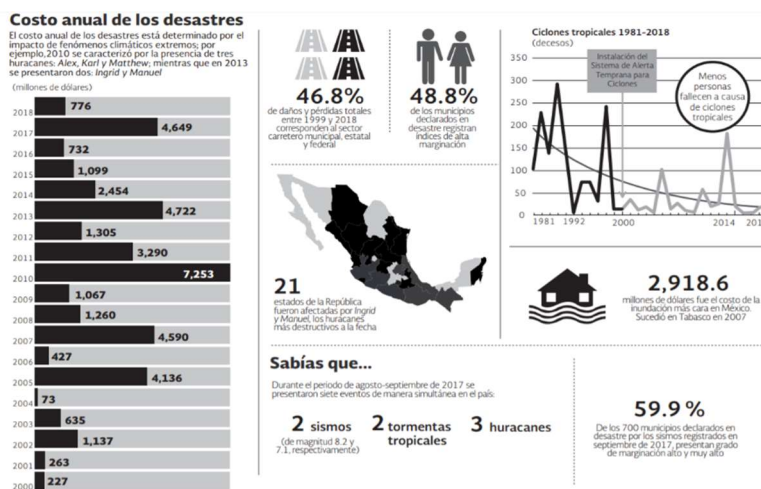 Costo anual de los desastres
El costo anual de los desastres está determinado por el
impacto de fenómenos climáticos extremos; por
ejemplo,2010 se caracterizó por la presencia de tres
huracanes: Alex, Karl y Matthew; mientras que en 2013
se presentaron dos: Ingrid y Manuel
(millones de dólares)
2018 776
2017 4,649
2016 732
2015 1,099
2014 2,454
2013 4,722
2012 1,305
2011 3,290
2010 7,253
2009 1,067
2008 1,260
2007 4,590
2006 427
2005 4,136
2004 73
2003 635
2002 1,137
2001 263
2000 227
46.8%
de daños y pérdidas totales
entre 1999 y 2018
corresponden al sector
carretero municipal, estatal
y federal
48.8%
de los municipios
declarados en
desastre registran
índices de alta
marginación
21
estados de la República
fueron afectadas por Ingrid
y Manuel, los huracanes
más destructivos a la fecha
Ciclones tropicales 1981-2018
(decesos)
350
300
250
200
150
100
50
0
1981 1992 2000 2014 201
Instalación del
Sistema de Alerta
Temprana para
Ciclones
Menos
personas
fallecen a causa
de ciclones
tropicales
2,918.6
millones de dólares fue el costo de la
inundación más cara en México.
Sucedió en Tabasco en 2007
Sabías que...
Durante el periodo de agosto-septiembre de 2017 se
presentaron siete eventos de manera simultánea en el país:
2 sismos
(de magnitud 8.2 y
7.1, respectivamente)
2 tormentas
tropicales
3 huracanes
59.9 %
De los 700 municipios declarados en
desastre por los sismos registrados en
septiembre de 2017, presentan grado
de marginación alto y muy alto